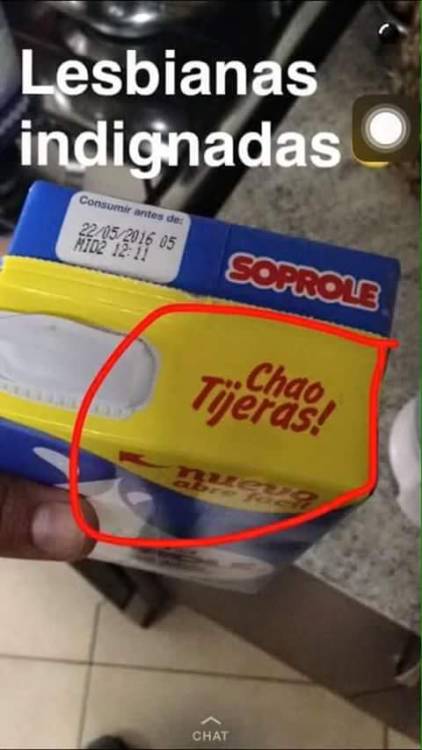 Lesbianas
indignadas
Consumir antes de:
22/05/2016 05
MID2 12:11
SOPROLE
Chao
Tijeras!
nuevo
abre fácil
CHAT